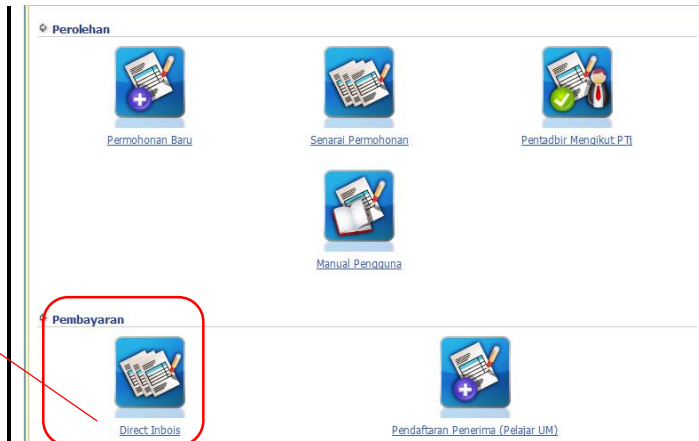 Perolehan
Permohonan Baru
Senarai Permohonan
Pentadbir Mengikut PTj
Manual Pengguna
Pembayaran
Direct Inbois
Pendaftaran Penerima (Pelajar UM)